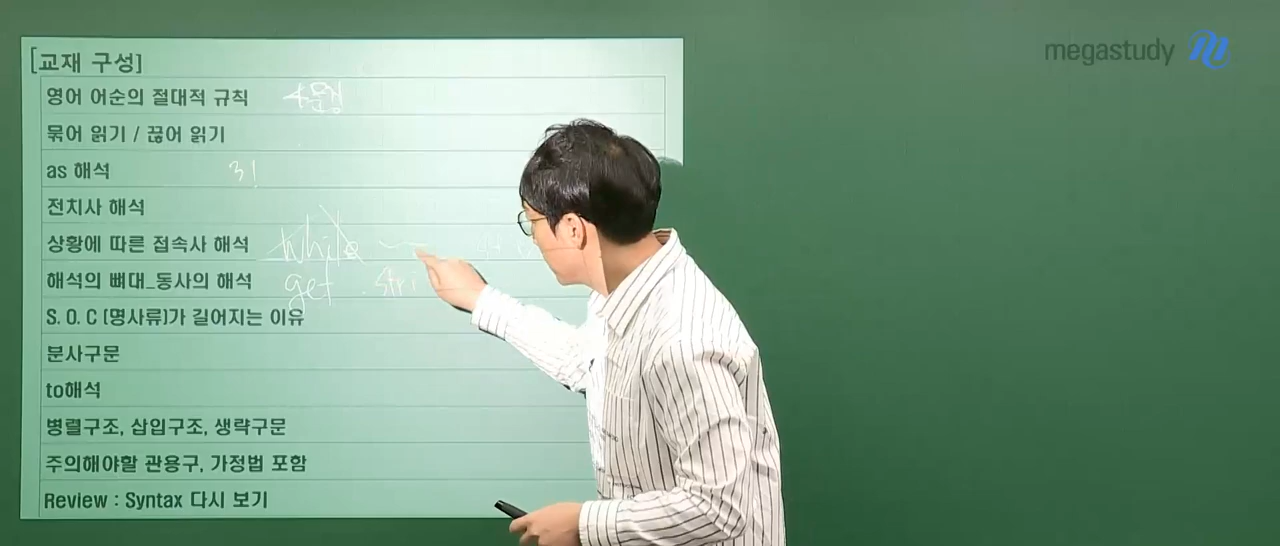 megastudy
[교재 구성]
영어 어순의 절대적 규칙
묶어 읽기 / 끊어 읽기
as 해석 3!
전치사 해석
상황에 따른 접속사 해석 while
해석의 뼈대_동사의 해석 get stri
S. O. C (명사류)가 길어지는 이유
분사구문
to해석
병렬구조, 삽입구조, 생략구문
주의해야할 관용구, 가정법 포함
Review : Syntax 다시 보기